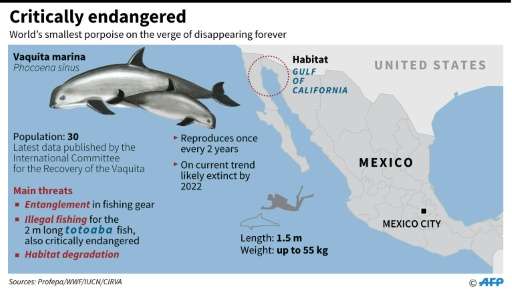 Critically endangered
World's smallest porpoise on the verge of disappearing forever
Vaquita marina
Phocoena sinus
Habitat
GULF
OF
CALIFORNIA
UNITED STATES
Population: 30
Latest data published by the
International Committee
for the Recovery of the Vaquita
Reproduces once
every 2 years
On current trend
likely extinct by
2022
MEXICO
MEXICO CITY
Main threats
Entanglement in fishing gear
Illegal fishing for the
2 m long totoaba fish,
also critically endangered
Habitat degradation
Length: 1.5 m
Weight: up to 55 kg
Sources: Profepa/WWF/IUCN/CIRVA
© AFP